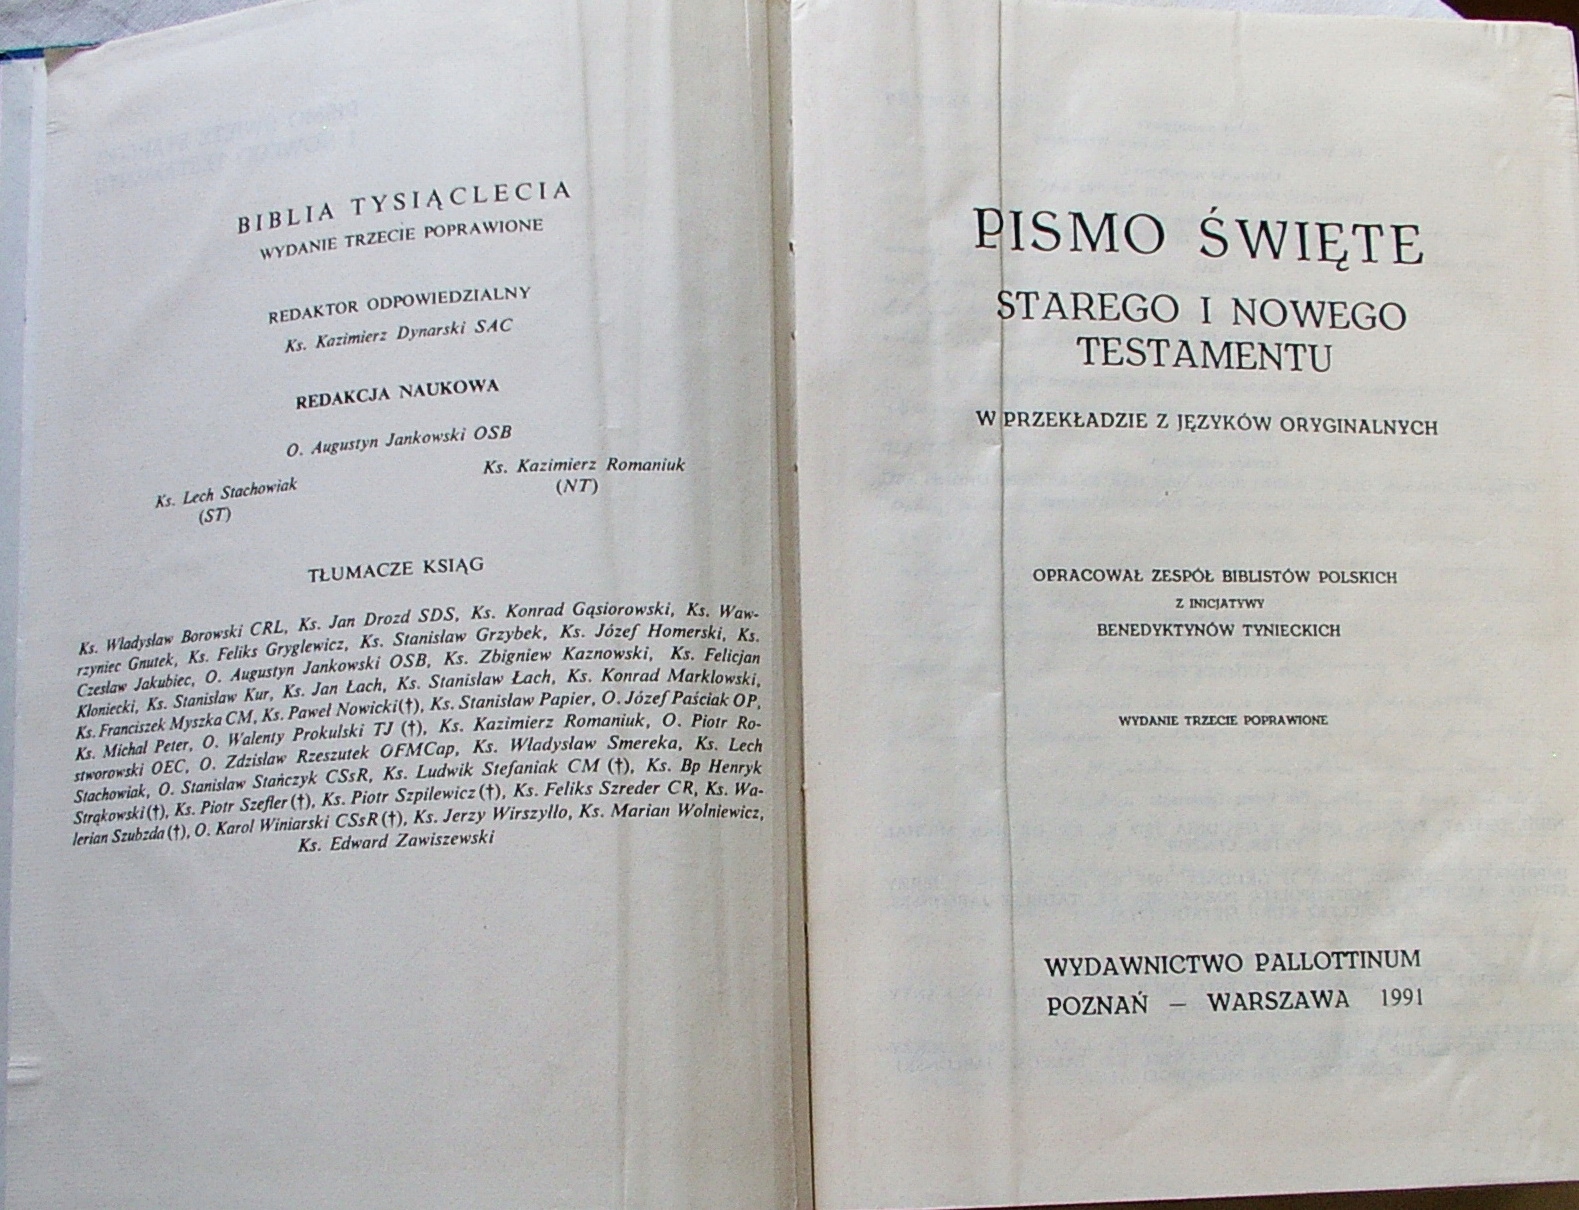 BIBLIA TYSIĄCLECIA
WYDANIE TRZECIE POPRAWIONE
REDAKTOR ODPOWIEDZIALNY
Ks. Kazimierz Dynarski SAC
REDAKCJA NAUKOWA
O. Augustyn Jankowski OSB
Ks. Lech Stachowiak
(ST)
Ks. Kazimierz Romaniuk
(NT)
TŁUMACZE KSIĄG
Ks. Władysław Borowski CRL, Ks. Jan Drozd SDS, Ks. Konrad Gąsiorowski, Ks. Waw-
rzyniec Gnutek, Ks. Feliks Gryglewicz, Ks. Stanisław Grzybek, Ks. Józef Homerski, Ks.
Czesław Jakubiec, O. Augustyn Jankowski OSB, Ks. Zbigniew Kaznowski, Ks. Felicjan
Kłoniecki, Ks. Stanisław Kur, Ks. Jan Łach, Ks. Stanisław Łach, Ks. Konrad Marklowski,
Ks. Franciszek Myszka CM, Ks. Paweł Nowicki(†), Ks. Stanisław Papier, O. Józef Paściak OP,
Ks. Michał Peter, O. Walenty Prokulski TJ (†), Ks. Kazimierz Romaniuk, O. Piotr Ro-
stworowski OEC, O. Zdzisław Rzeszutek OFMCap, Ks. Władysław Smereka, Ks. Lech
Stachowiak, O. Stanisław Stańczyk CSsR, Ks. Ludwik Stefaniak CM (†), Ks. Bp Henryk
Strąkowski(†), Ks. Piotr Szefler(†), Ks. Piotr Szpilewicz(†), Ks. Feliks Szreder CR, Ks. Wa-
lerian Szubzda(†), O. Karol Winiarski CSsR(†), Ks. Jerzy Wirszyłło, Ks. Marian Wolniewicz,
Ks. Edward Zawiszewski
PISMO ŚWIĘTE
STAREGO I NOWEGO
TESTAMENTU
W PRZEKŁADZIE Z JĘZYKÓW ORYGINALNYCH
OPRACOWAŁ ZESPÓŁ BIBLISTÓW POLSKICH
Z INICJATYWY
BENEDYKTYNÓW TYNIECKICH
WYDANIE TRZECIE POPRAWIONE
WYDAWNICTWO PALLOTTINUM
POZNAŃ — WARSZAWA 1991